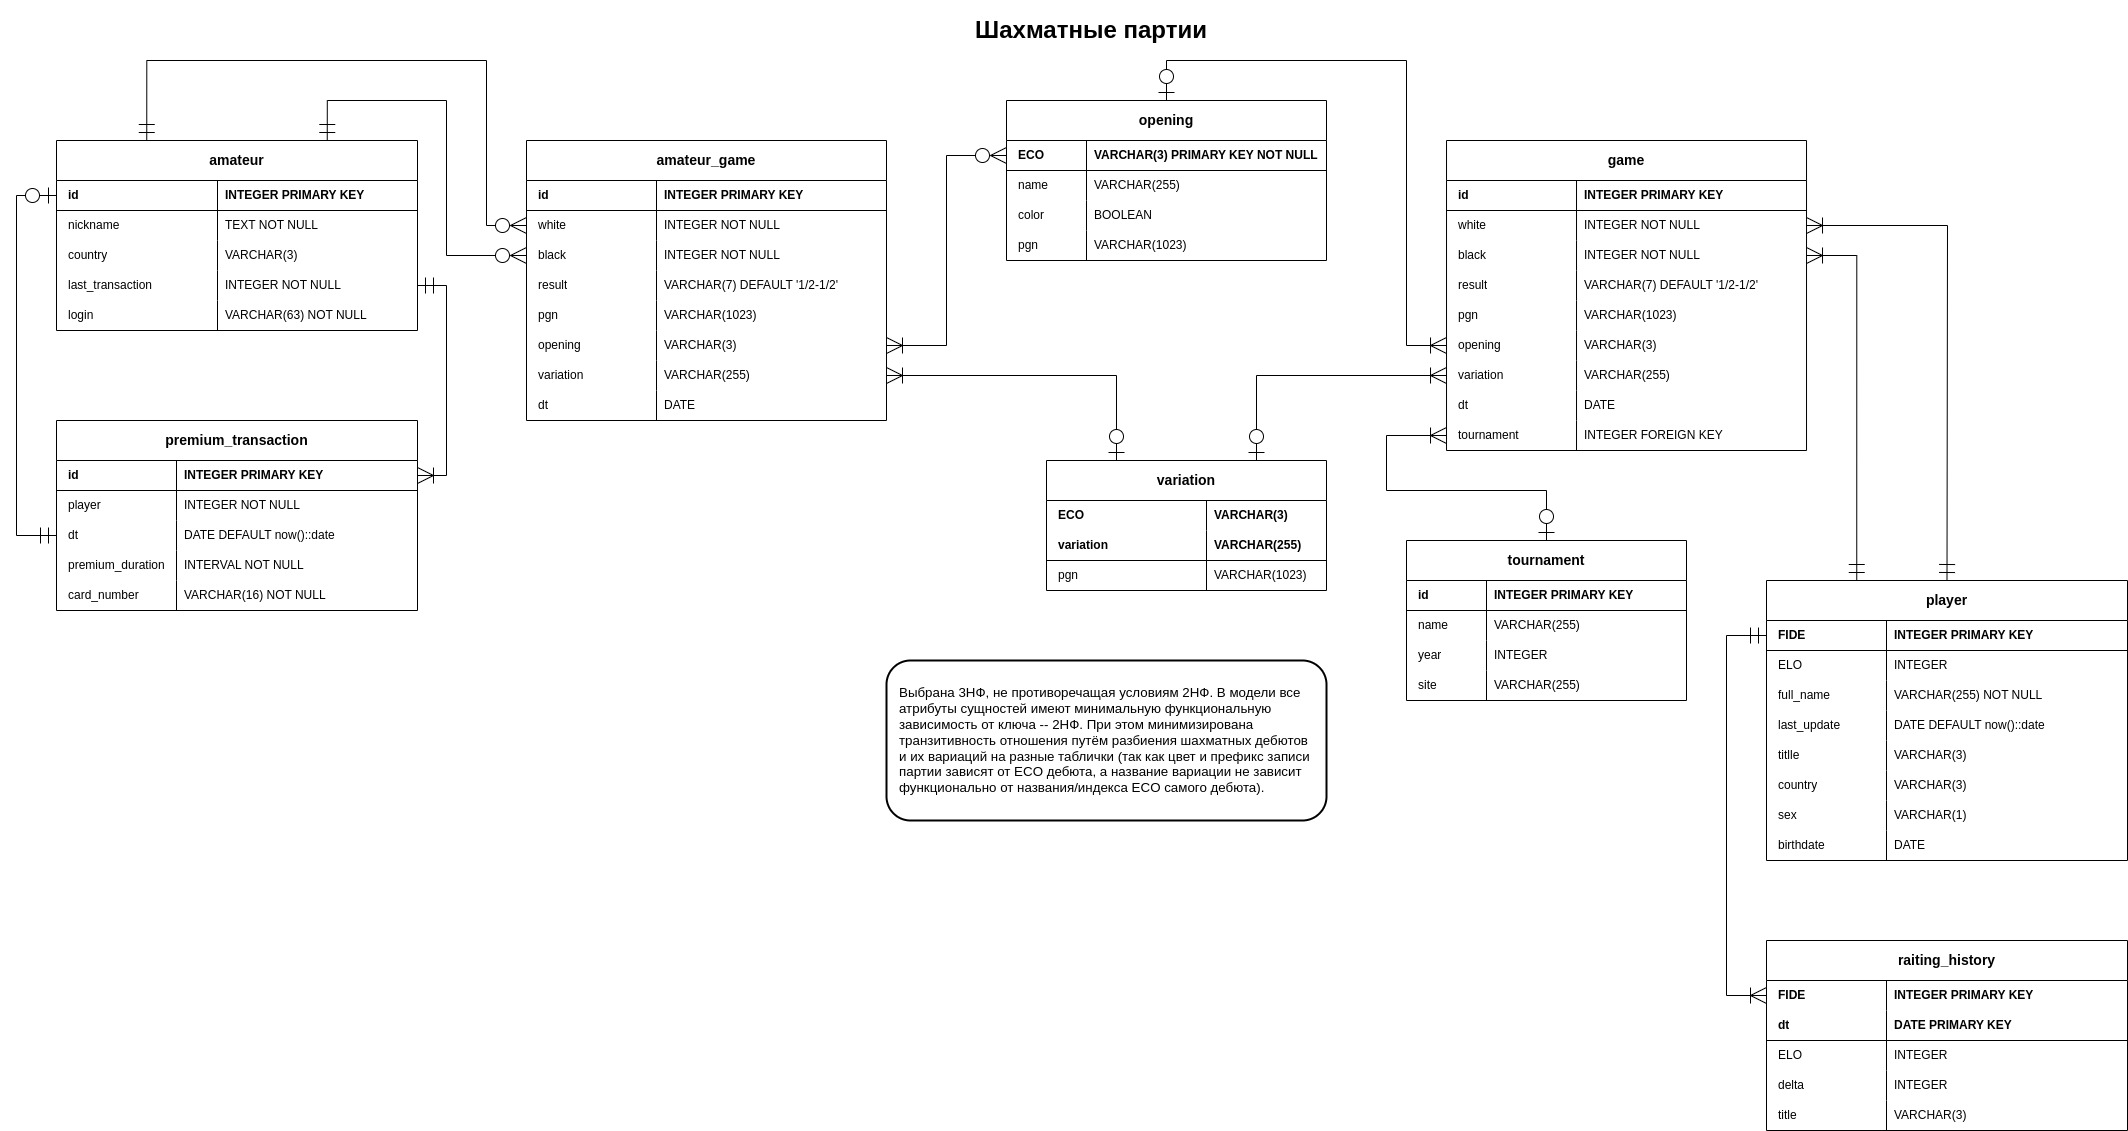 Шахматные партии
amateur
id INTEGER PRIMARY KEY
nickname TEXT NOT NULL
country VARCHAR(3)
last_transaction INTEGER NOT NULL
login VARCHAR(63) NOT NULL
premium_transaction
id INTEGER PRIMARY KEY
player INTEGER NOT NULL
dt DATE DEFAULT now()::date
premium_duration INTERVAL NOT NULL
card_number VARCHAR(16) NOT NULL
amateur_game
id INTEGER PRIMARY KEY
white INTEGER NOT NULL
black INTEGER NOT NULL
result VARCHAR(7) DEFAULT '1/2-1/2'
pgn VARCHAR(1023)
opening VARCHAR(3)
variation VARCHAR(255)
dt DATE
opening
ECO VARCHAR(3) PRIMARY KEY NOT NULL
name VARCHAR(255)
color BOOLEAN
pgn VARCHAR(1023)
variation
ECO VARCHAR(3)
variation VARCHAR(255)
pgn VARCHAR(1023)
game
id INTEGER PRIMARY KEY
white INTEGER NOT NULL
black INTEGER NOT NULL
result VARCHAR(7) DEFAULT '1/2-1/2'
pgn VARCHAR(1023)
opening VARCHAR(3)
variation VARCHAR(255)
dt DATE
tournament INTEGER FOREIGN KEY
tournament
id INTEGER PRIMARY KEY
name VARCHAR(255)
year INTEGER
site VARCHAR(255)
player
FIDE INTEGER PRIMARY KEY
ELO INTEGER
full_name VARCHAR(255) NOT NULL
last_update DATE DEFAULT now()::date
titlle VARCHAR(3)
country VARCHAR(3)
sex VARCHAR(1)
birthdate DATE
raiting_history
FIDE INTEGER PRIMARY KEY
dt DATE PRIMARY KEY
ELO INTEGER
delta INTEGER
title VARCHAR(3)
Выбрана 3НФ, не противоречащая условиям 2НФ. В модели все
атрибуты сущностей имеют минимальную функциональную
зависимость от ключа -- 2НФ. При этом минимизирована
транзитивность отношения путём разбиения шахматных дебютов
и их вариаций на разные таблички (так как цвет и префикс записи
партии зависят от ECO дебюта, а название вариации не зависит
функционально от названия/индекса ECO самого дебюта).